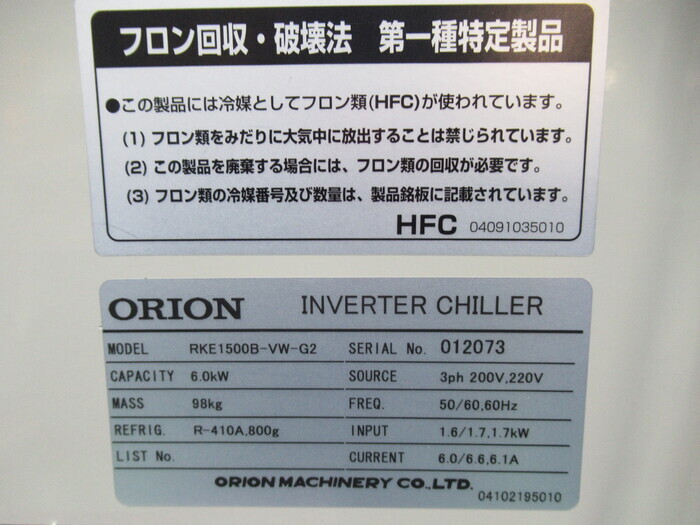 フロン回収・破壊法 第一種特定製品
●この製品には冷媒としてフロン類(HFC)が使われています。
(1) フロン類をみだりに大気中に放出することは禁じられています。
(2) この製品を廃棄する場合には、フロン類の回収が必要です。
(3) フロン類の冷媒番号及び数量は、製品銘板に記載されています。
HFC 04091035010
ORION INVERTER CHILLER
MODEL RKE1500B-VW-G2 SERIAL No. 012073
CAPACITY 6.0kW SOURCE 3ph 200V,220V
MASS 98kg FREQ. 50/60,60Hz
REFRIG. R-410A,800g INPUT 1.6/1.7,1.7kW
LIST No. CURRENT 6.0/6.6,6.1A
ORION MACHINERY CO.,LTD.
04102195010